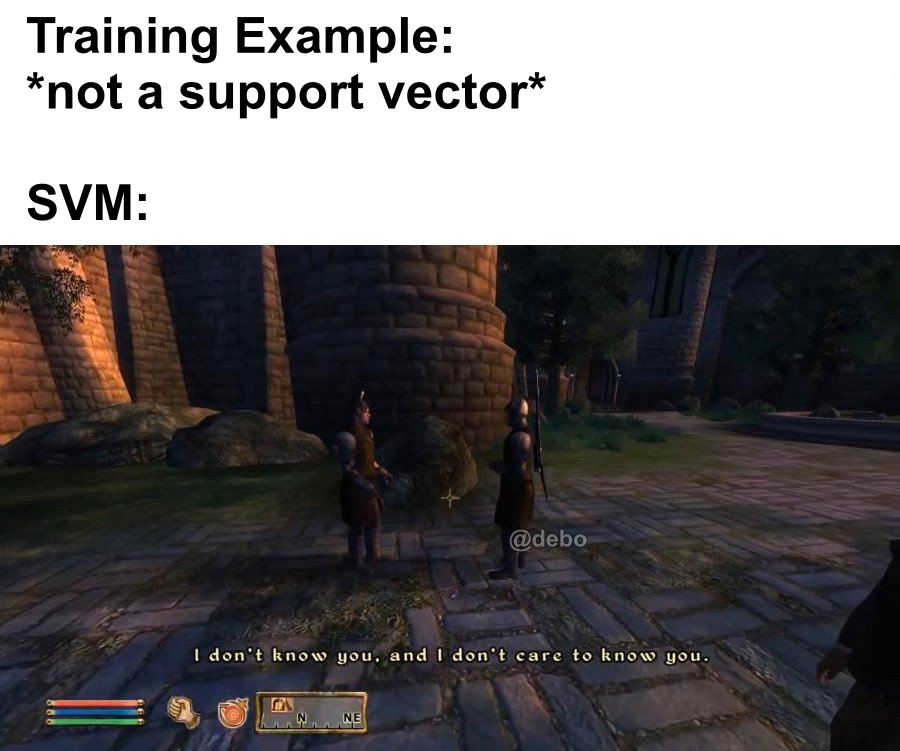 Training Example:
*not a support vector*
SVM:
@debo
I don't know you, and I don't care to know you.
N NE